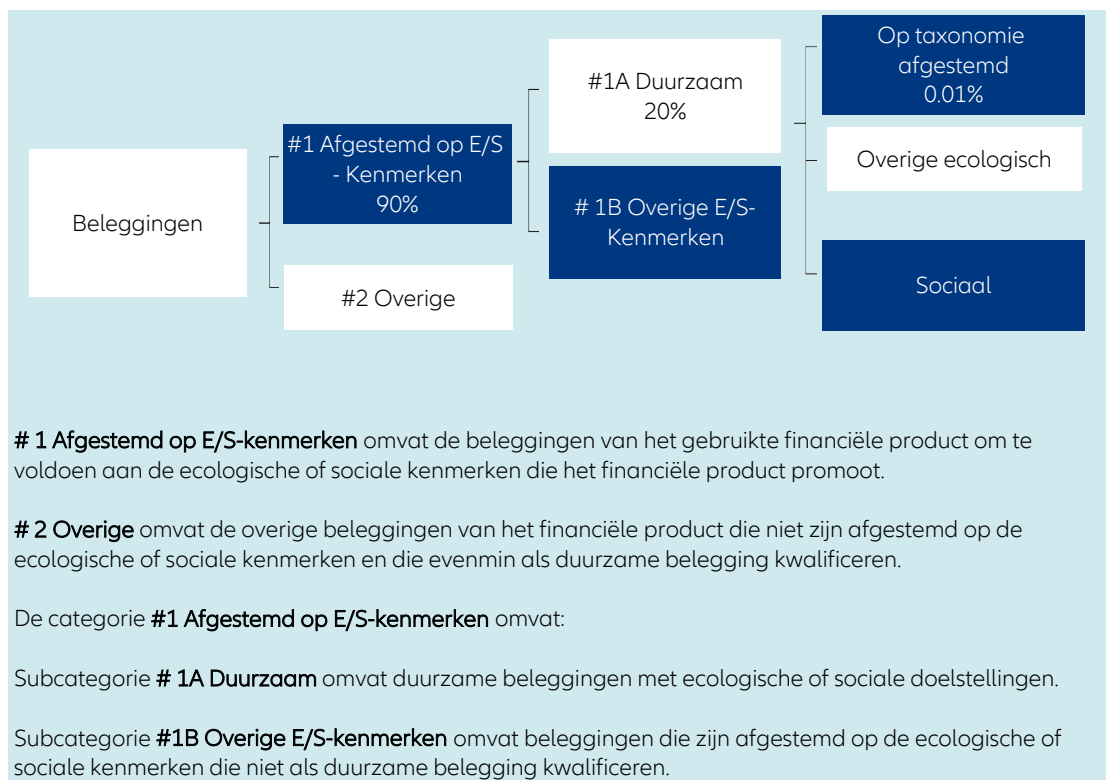 Beleggingen
#1 Afgestemd op E/S
- Kenmerken
90%
#2 Overige
#1A Duurzaam
20%
# 1B Overige E/S-
Kenmerken
Op taxonomie
afgestemd
0.01%
Overige ecologisch
Sociaal
# 1 Afgestemd op E/S-kenmerken omvat de beleggingen van het gebruikte financiële product om te
voldoen aan de ecologische of sociale kenmerken die het financiële product promoot.
# 2 Overige omvat de overige beleggingen van het financiële product die niet zijn afgestemd op de
ecologische of sociale kenmerken en die evenmin als duurzame belegging kwalificeren.
De categorie #1 Afgestemd op E/S-kenmerken omvat:
Subcategorie # 1A Duurzaam omvat duurzame beleggingen met ecologische of sociale doelstellingen.
Subcategorie #1B Overige E/S-kenmerken omvat beleggingen die zijn afgestemd op de ecologische of
sociale kenmerken die niet als duurzame belegging kwalificeren.